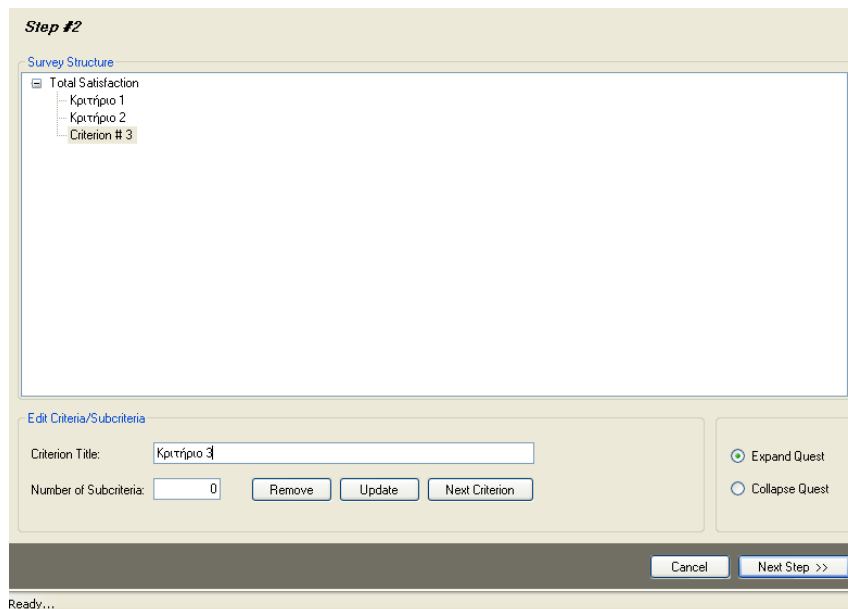 Step #2
Survey Structure
Total Satisfaction
Κριτήριο 1
Κριτήριο 2
Criterion # 3
Edit Criteria/Subcriteria
Criterion Title: Κριτήριο 3
Expand Quest
Number of Subcriteria: 0 Remove Update Next Criterion
Collapse Quest
Cancel Next Step >>
Ready...